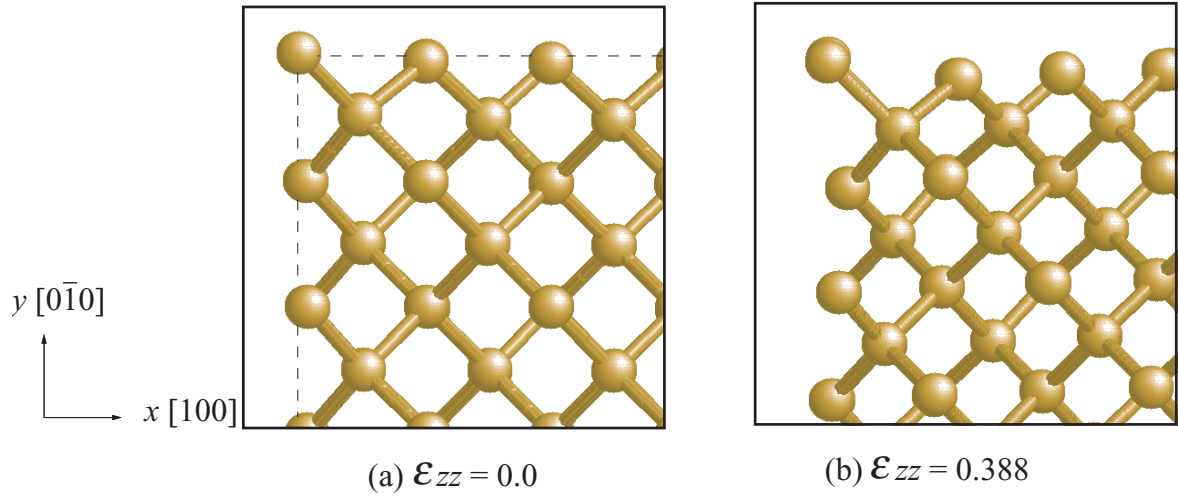 y [01̅0]
x [100]
(a) εzz = 0.0
(b) εzz = 0.388